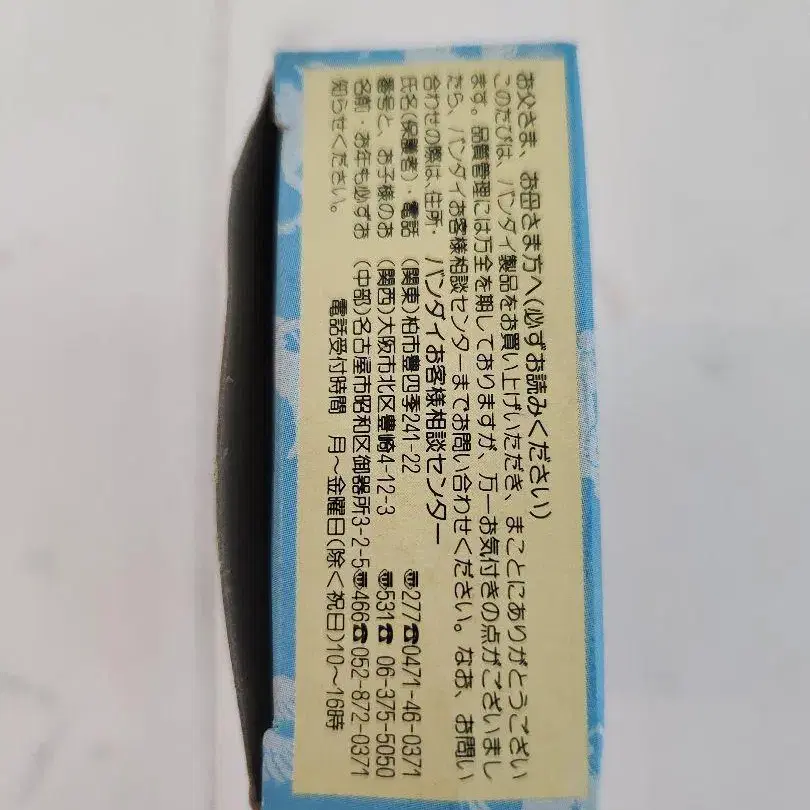 お父さま、お母さま方へ(必ずお読みください)
このたびは、バンダイ製品をお買い上げいただき、まことにありがとうござい
ます。品質管理には万全を期しておりますが、万一お気付きの点がございまし
たら、バンダイお客様相談センターまでお問い合わせください。なお、お問い
合わせの際は、住所・
氏名(保護者)・電話
番号と、お子様のお
名前・お年も必ずお
知らせください。
バンダイお客様相談センター
(関東)柏市豊四季241-22 〠277☎0471-46-0371
(関西)大阪市北区豊崎4-12-3 〠531☎ 06-375-5050
(中部)名古屋市昭和区御器所3-2-5〠466☎052-872-0371
電話受付時間 月〜金曜日(除く祝日)10〜16時